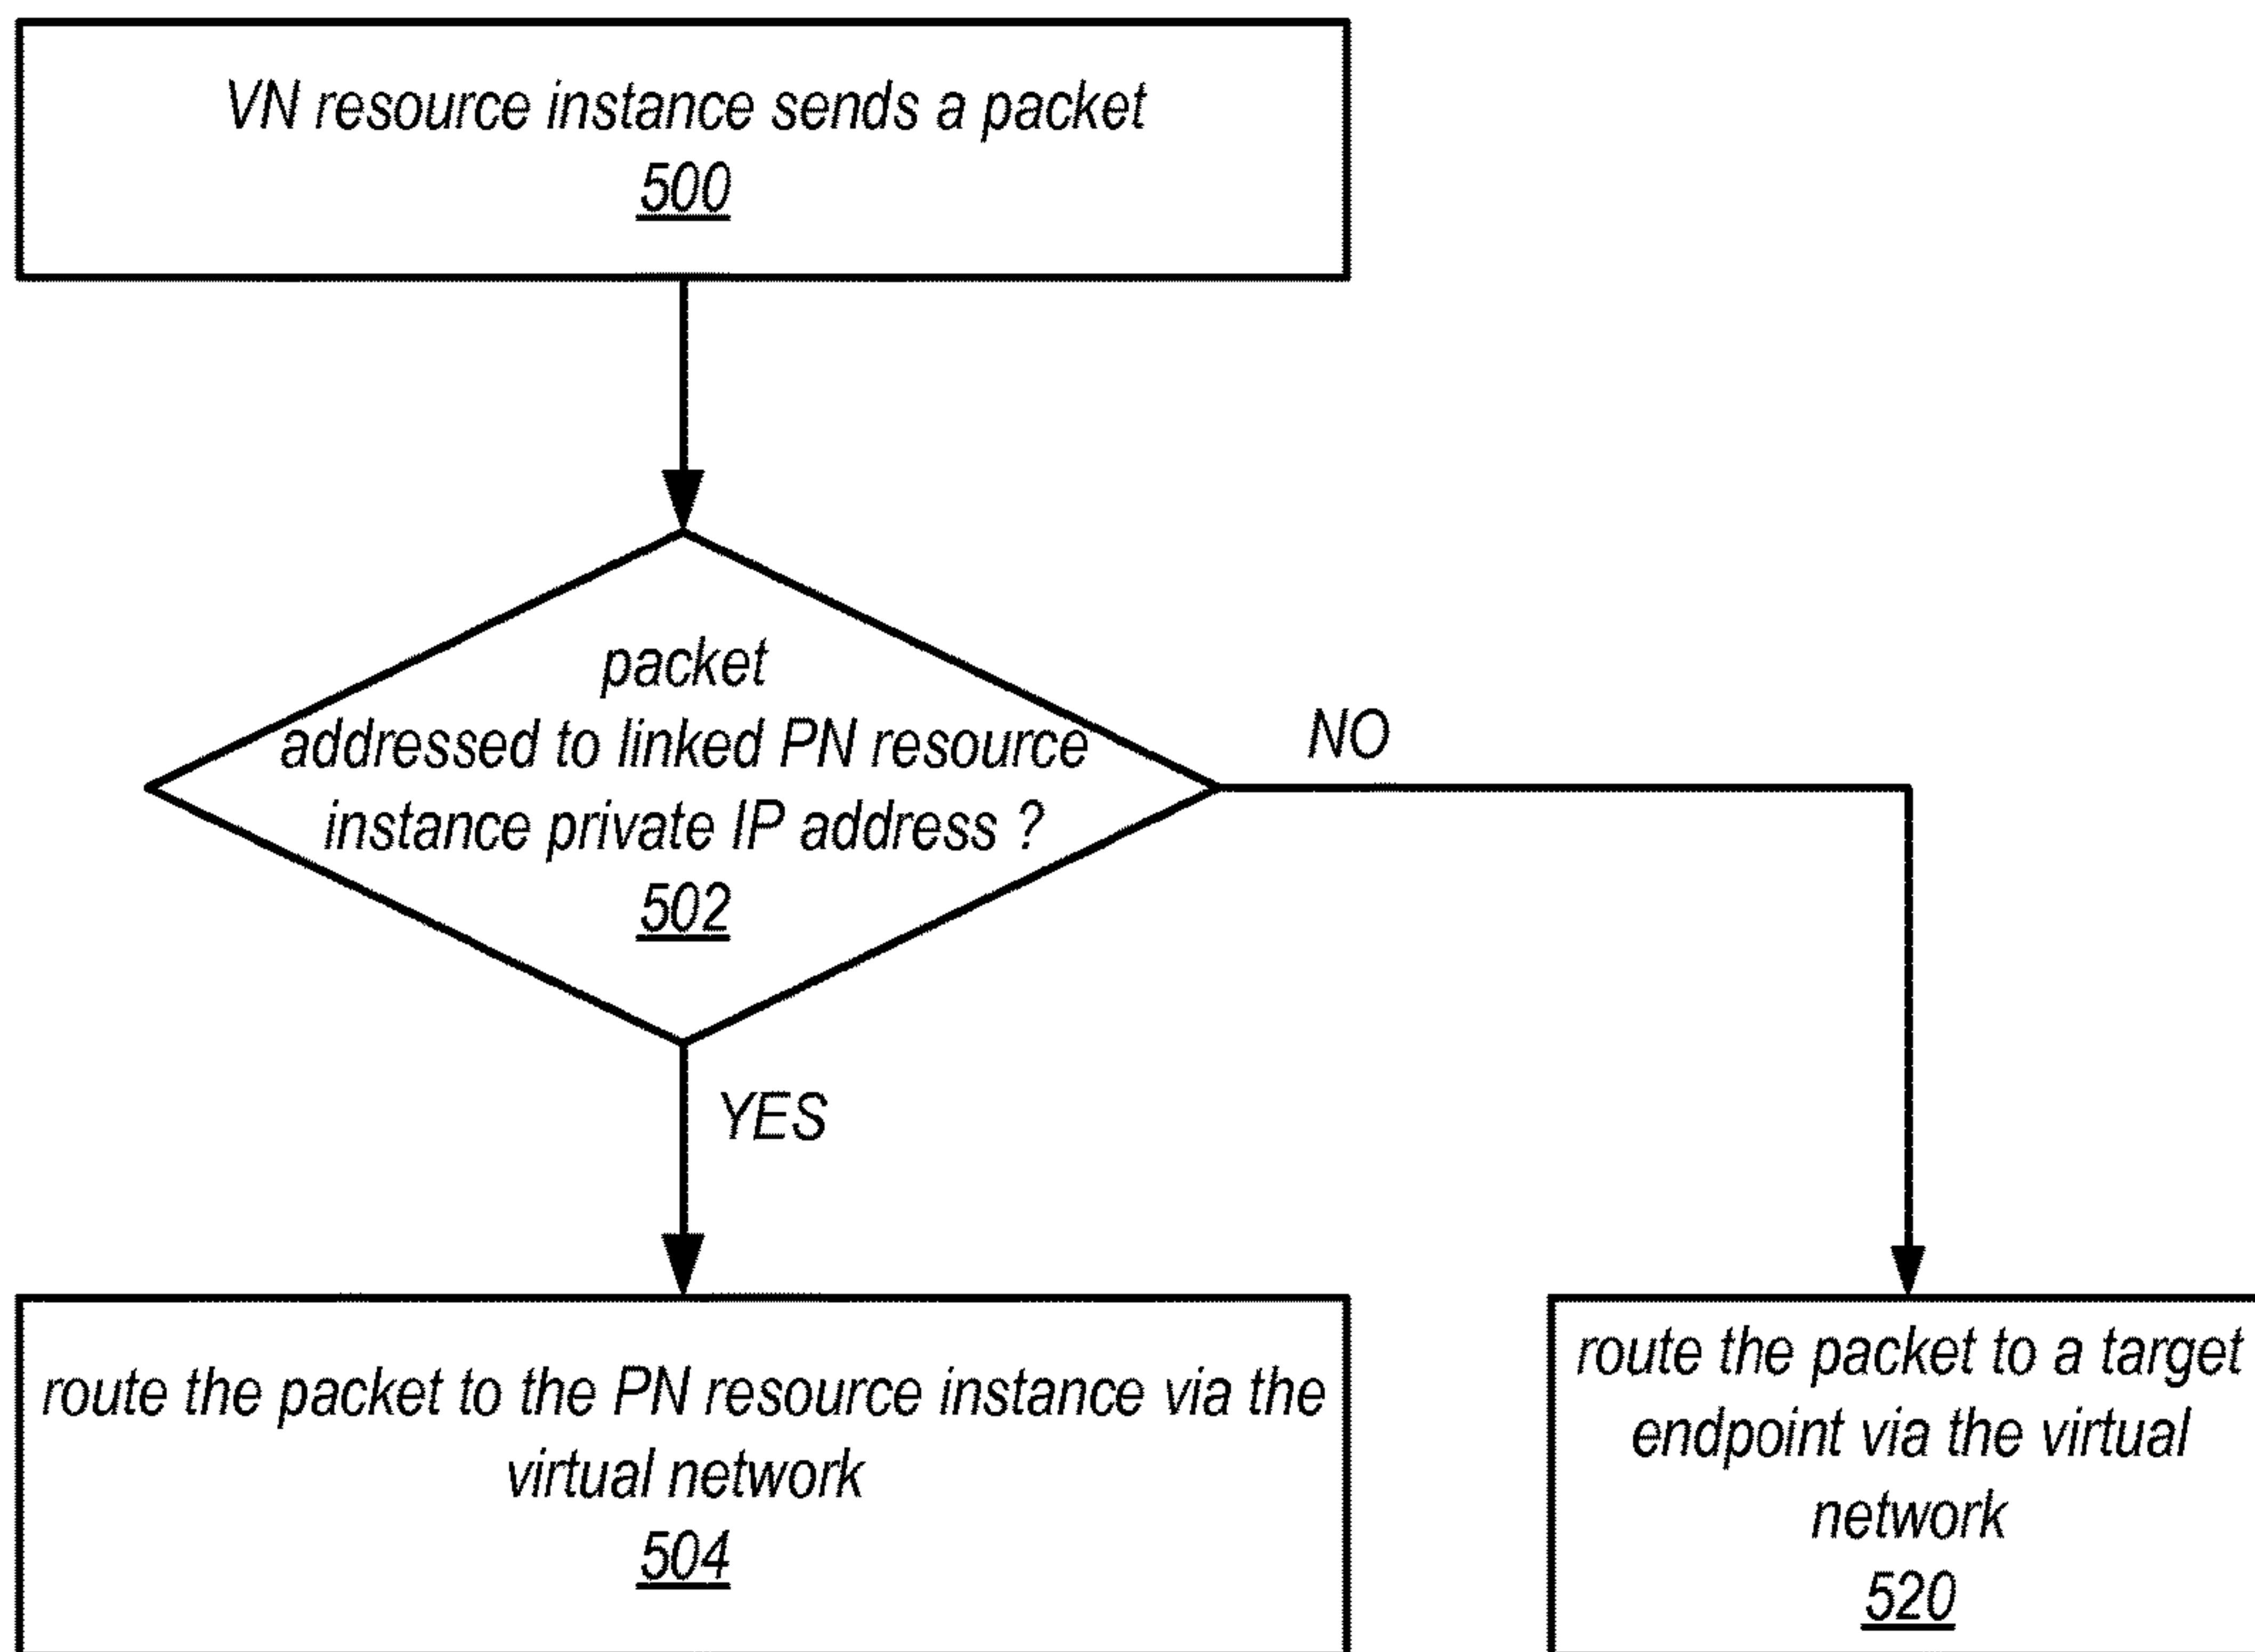 VN resource instance sends a packet
500
packet
addressed to linked PN resource
instance private IP address ?
502
NO
YES
route the packet to the PN resource instance via the
virtual network
504
route the packet to a target
endpoint via the virtual
network
520